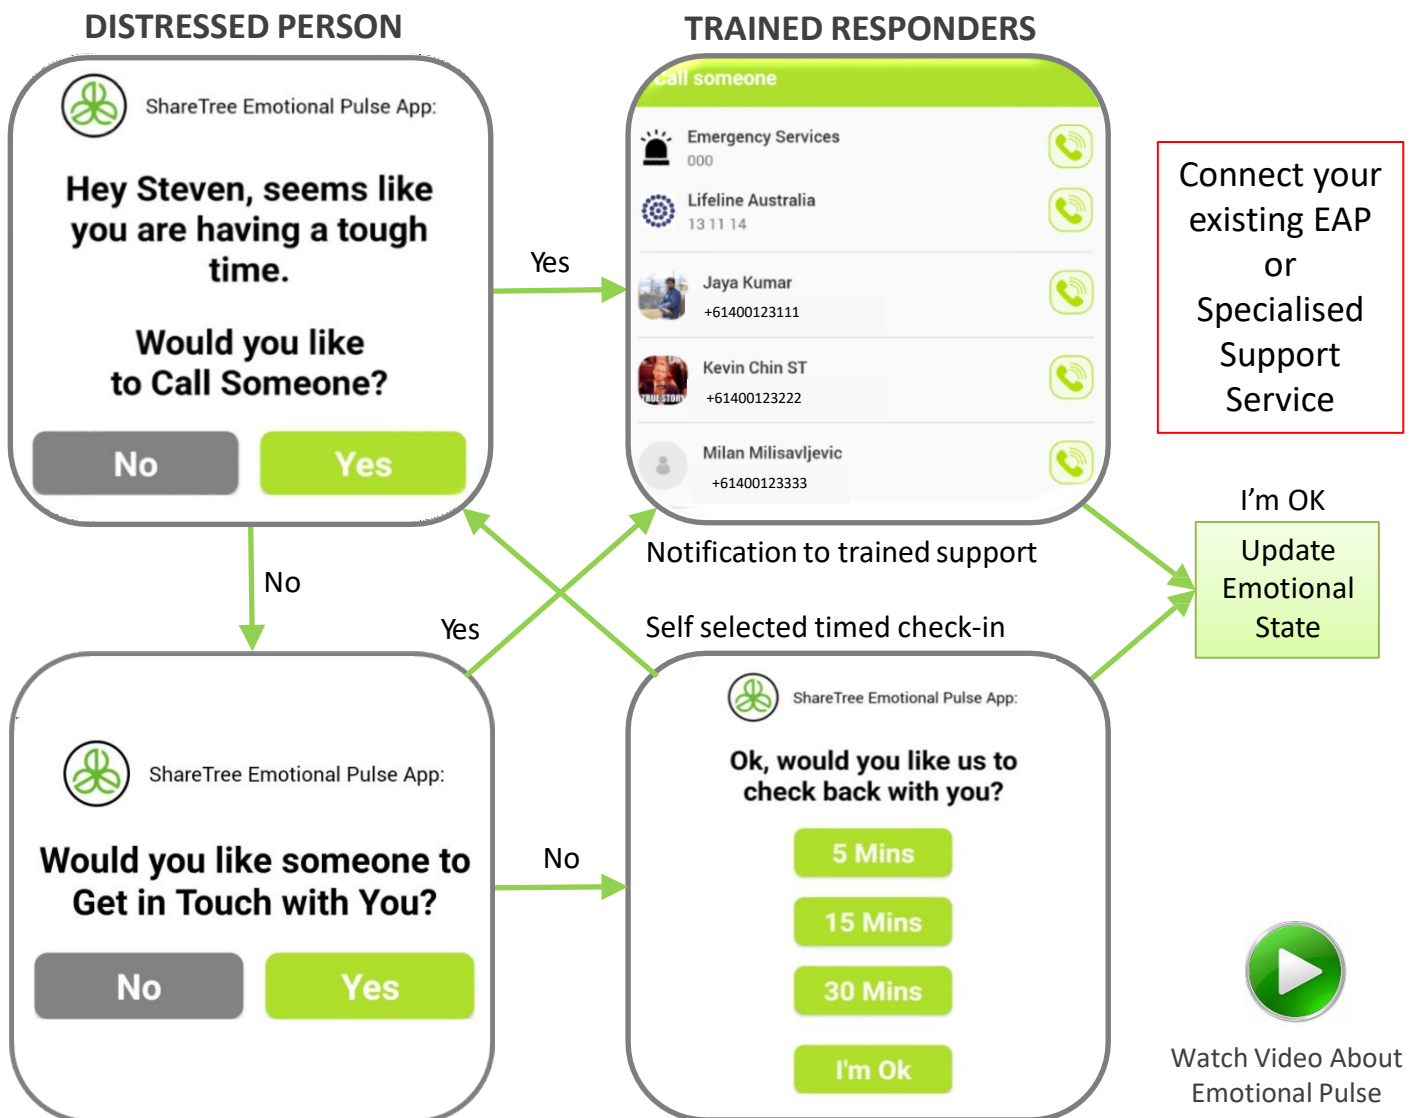 DISTRESSED PERSON
ShareTree Emotional Pulse App:
Hey Steven, seems like
you are having a tough
time.
Would you like
to Call Someone?
No
Yes
Yes
TRAINED RESPONDERS
Call someone
Emergency Services
000
Lifeline Australia
13 11 14
Jaya Kumar
+61400123111
Kevin Chin ST
+61400123222
TRUE STORY
Milan Milisavljevic
+61400123333
Connect your
existing EAP
or
Specialised
Support
Service
No
Yes
Notification to trained support
Self selected timed check-in
I'm OK
Update
Emotional
State
ShareTree Emotional Pulse App:
Would you like someone to
Get in Touch with You?
No
Yes
No
ShareTree Emotional Pulse App:
Ok, would you like us to
check back with you?
5 Mins
15 Mins
30 Mins
I'm Ok
Watch Video About
Emotional Pulse